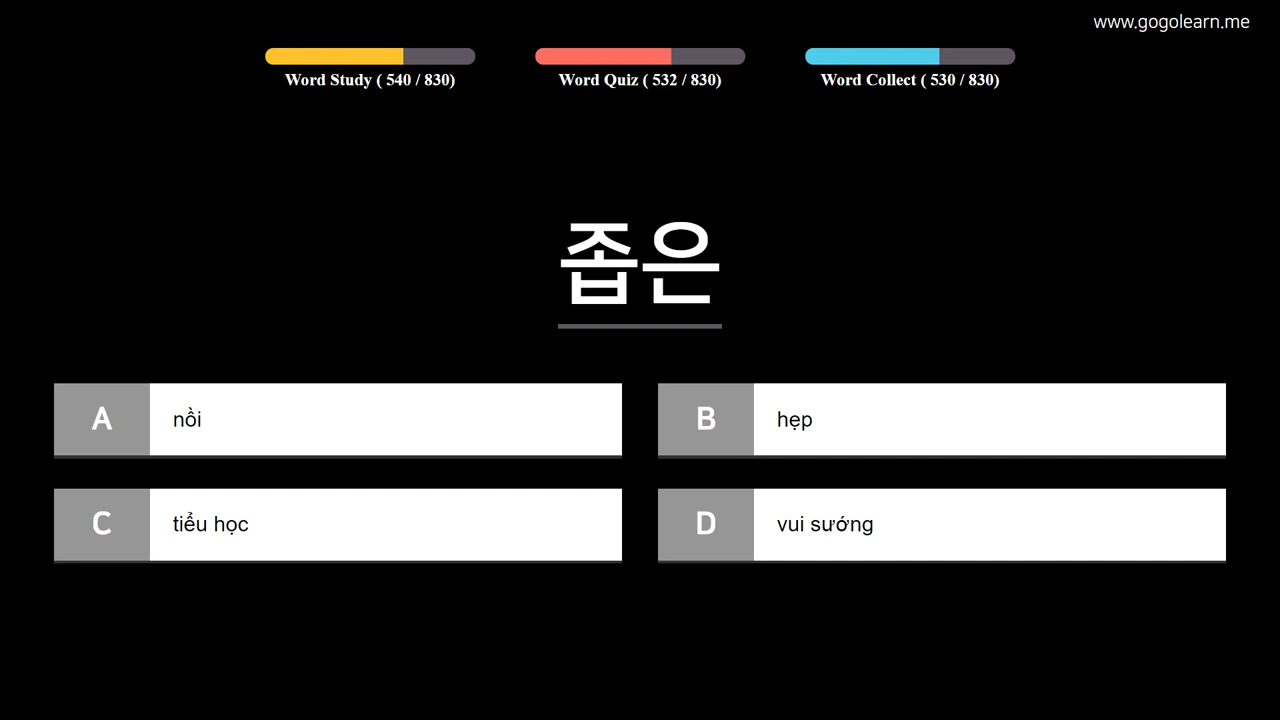 www.gogolearn.me
Word Study ( 540 / 830)
Word Quiz ( 532 / 830)
Word Collect ( 530 / 830)
좁은
A nồi
B hẹp
C tiểu học
D vui sướng